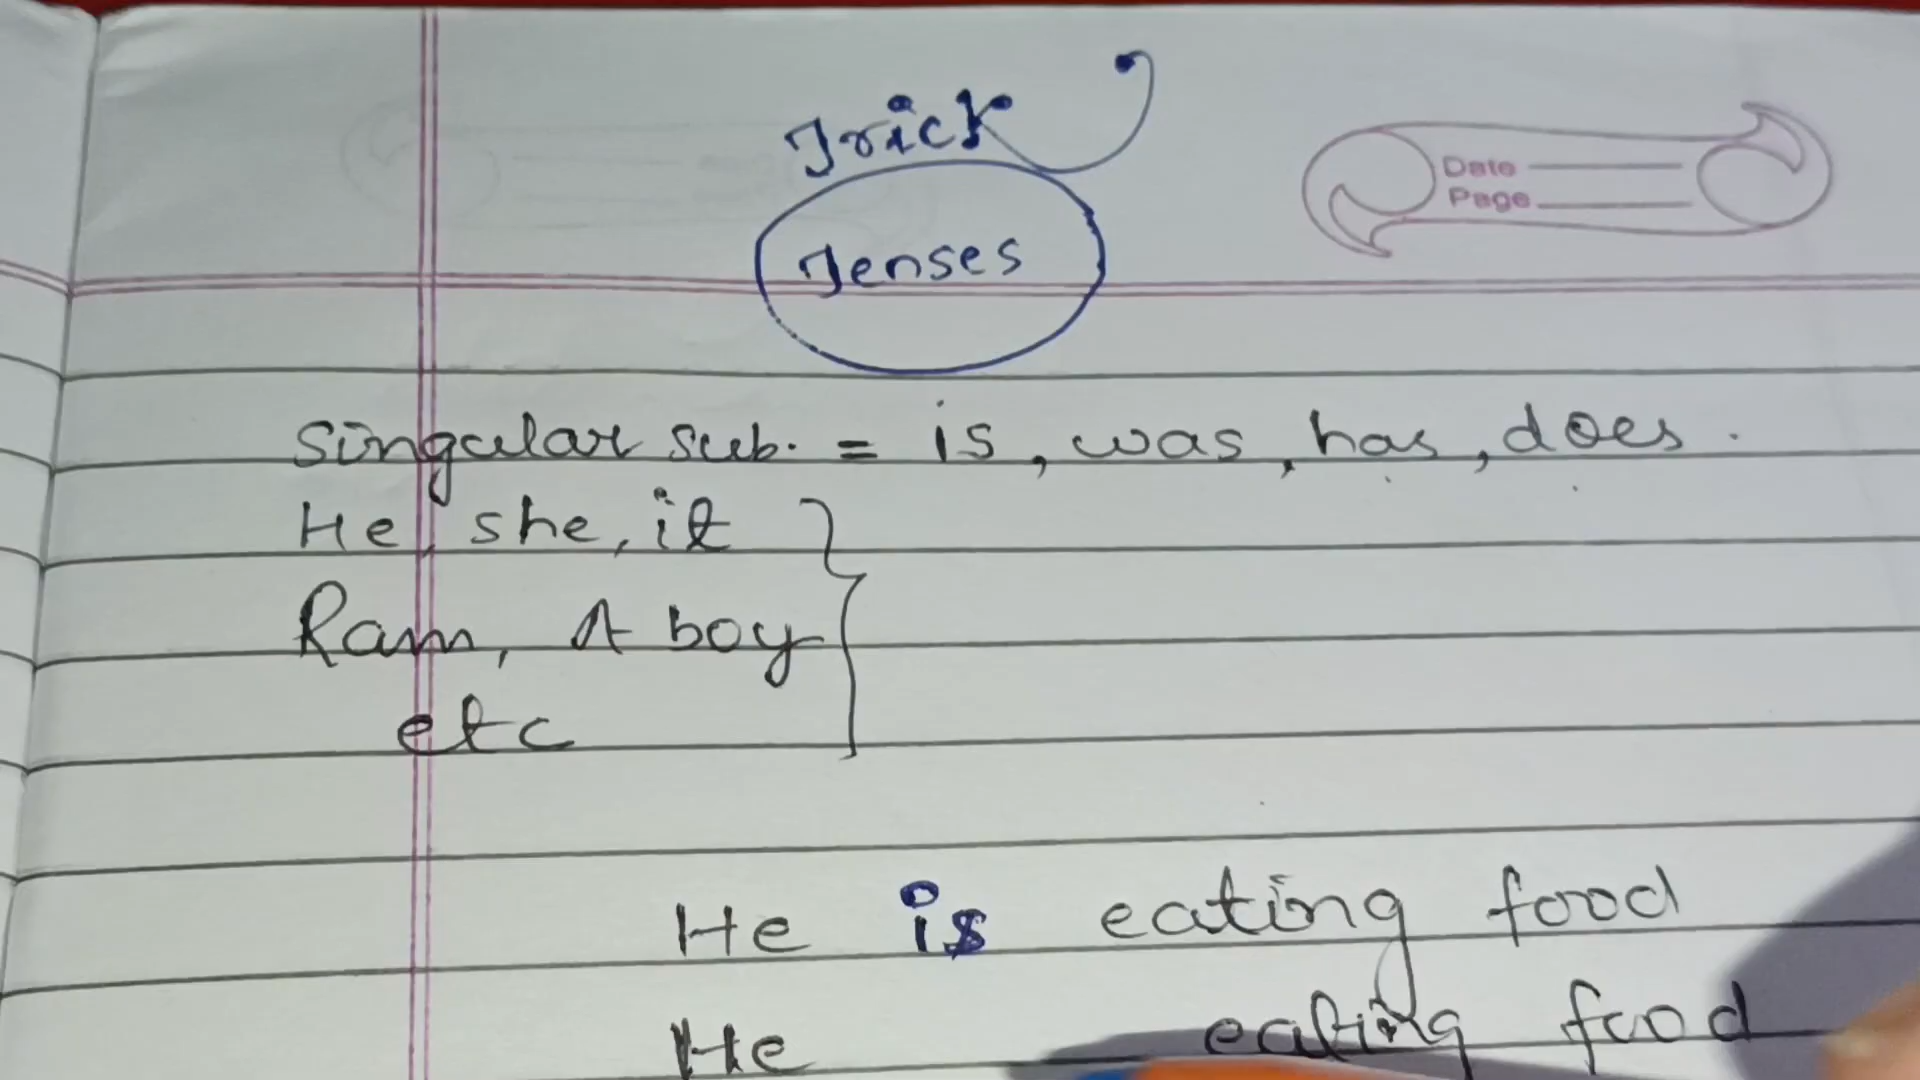 Trick
Tenses
Date
Page
Singular sub. = is, was, has, does.
He, she, it
Ram, A boy
etc
He is eating food
He eating food